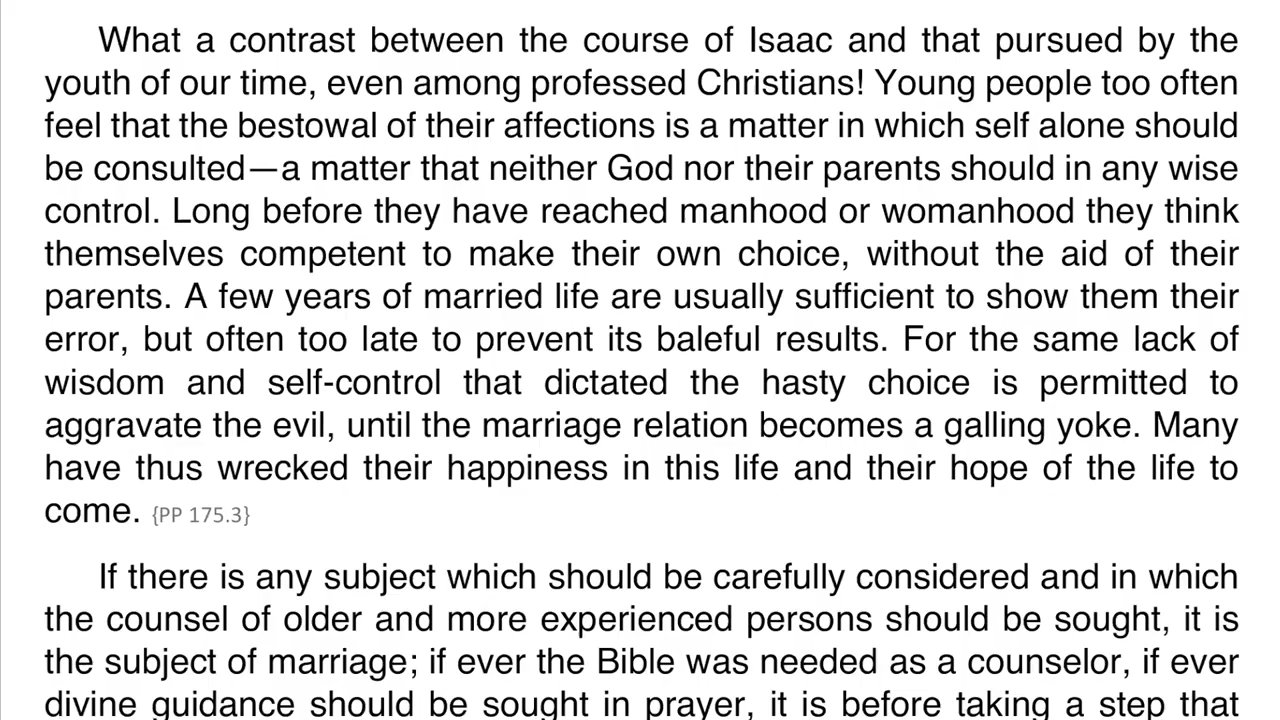 What a contrast between the course of Isaac and that pursued by the
youth of our time, even among professed Christians! Young people too often
feel that the bestowal of their affections is a matter in which self alone should
be consulted—a matter that neither God nor their parents should in any wise
control. Long before they have reached manhood or womanhood they think
themselves competent to make their own choice, without the aid of their
parents. A few years of married life are usually sufficient to show them their
error, but often too late to prevent its baleful results. For the same lack of
wisdom and self-control that dictated the hasty choice is permitted to
aggravate the evil, until the marriage relation becomes a galling yoke. Many
have thus wrecked their happiness in this life and their hope of the life to
come. {PP 175.3}
If there is any subject which should be carefully considered and in which
the counsel of older and more experienced persons should be sought, it is
the subject of marriage; if ever the Bible was needed as a counselor, if ever
divine guidance should be sought in prayer, it is before taking a step that